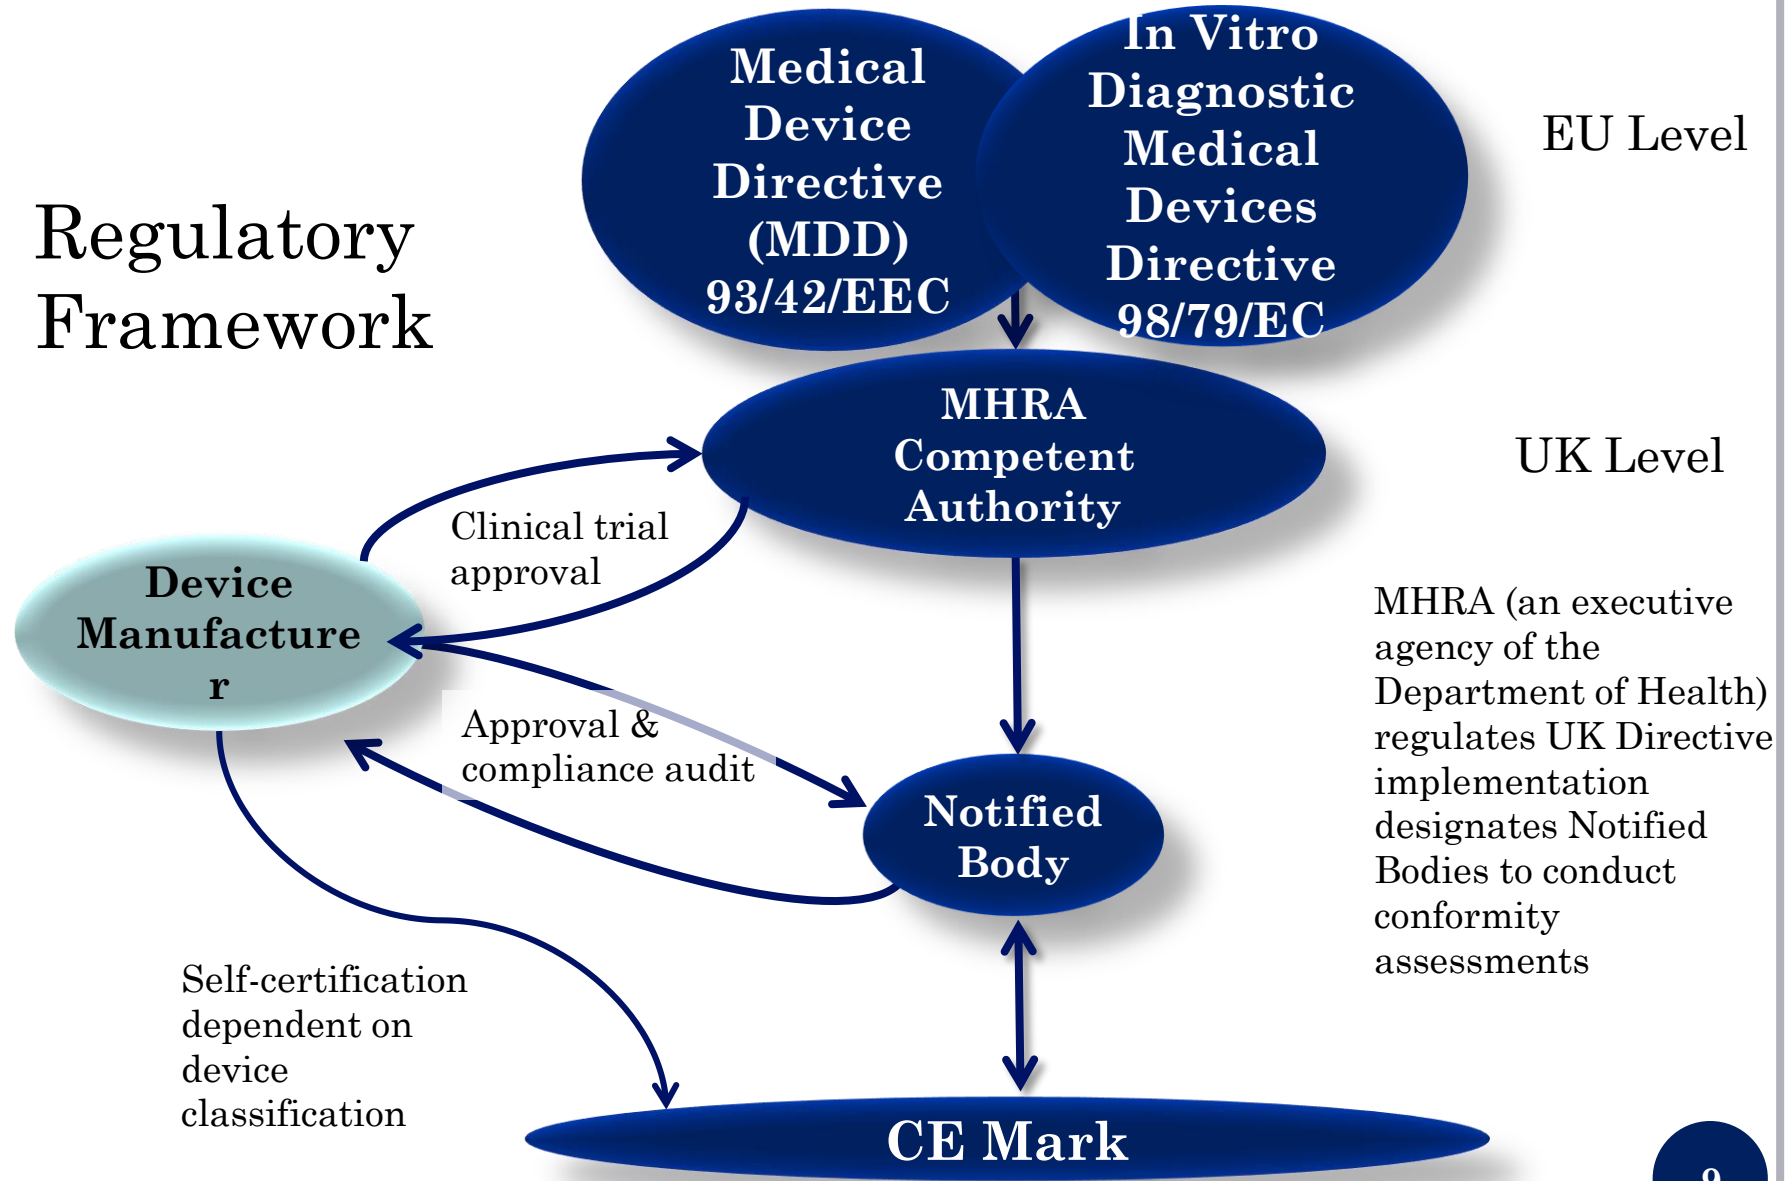 Regulatory
Framework
Medical
Device
Directive
(MDD)
93/42/EEC
In Vitro
Diagnostic
Medical
Devices
Directive
98/79/EC
EU Level
MHRA
Competent
Authority
UK Level
Clinical trial
approval
Device
Manufacture
r
Approval &
compliance audit
Notified
Body
MHRA (an executive
agency of the
Department of Health)
regulates UK Directive
implementation
designates Notified
Bodies to conduct
conformity
assessments
Self-certification
dependent on
device
classification
CE Mark